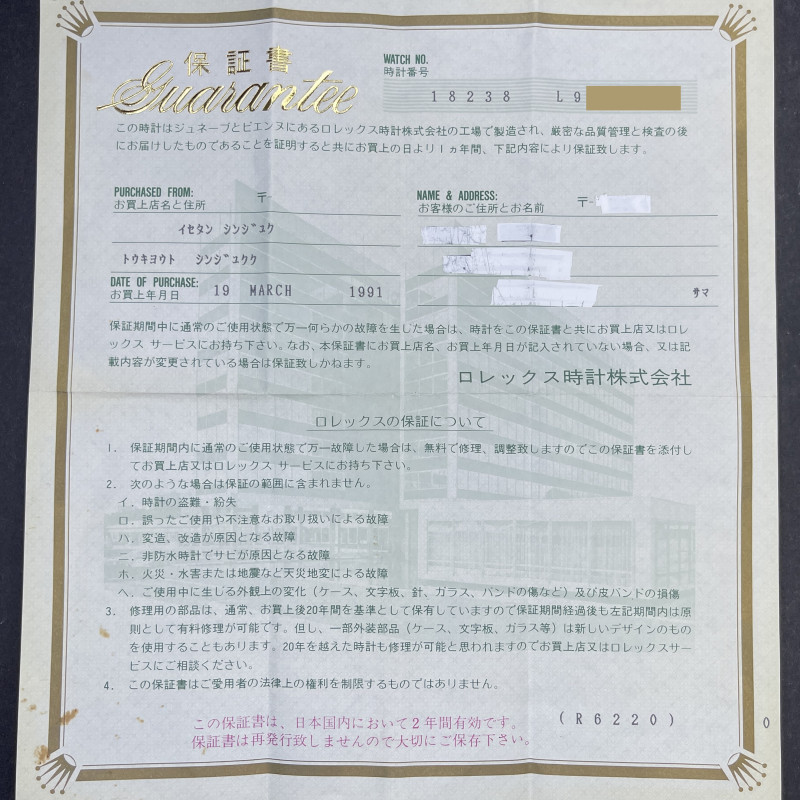 保証書
Guarantee
WATCH NO.
時計番号
18238 L9
この時計はジュネーブとビエンヌにあるロレックス時計株式会社の工場で製造され、厳密な品質管理と検査の後
にお届けしたものであることを証明すると共にお買上の日より1ヵ年間、下記内容により保証致します。
PURCHASED FROM:
お買上店名と住所
〒-
イセタン シンジユク
トウキヨウト シンジユクク
DATE OF PURCHASE:
お買上年月日
19 MARCH 1991
NAME & ADDRESS:
お客様のご住所とお名前
〒-
サマ
保証期間中に通常のご使用状態で万一何らかの故障を生じた場合は、時計をこの保証書と共にお買上店又はロレ
ックス サービスにお持ち下さい。なお、本保証書にお買上店名、お買上年月日が記入されていない場合、又は記
載内容が変更されている場合は保証致しかねます。
ロレックス時計株式会社
ロレックスの保証について
1. 保証期間内に通常のご使用状態で万一故障した場合は、無料で修理、調整致しますのでこの保証書を添付し
てお買上店又はロレックス サービスにお持ち下さい。
2. 次のような場合は保証の範囲に含まれません。
イ. 時計の盗難・紛失
ロ. 誤ったご使用や不注意なお取り扱いによる故障
ハ. 変造、改造が原因となる故障
ニ. 非防水時計でサビが原因となる故障
ホ. 火災・水害または地震など天災地変による故障
ヘ. ご使用中に生じる外観上の変化(ケース、文字板、針、ガラス、バンドの傷など)及び皮バンドの損傷
3. 修理用の部品は、通常、お買上後20年間を基準として保有していますので保証期間経過後も左記期間内は原
則として有料修理が可能です。但し、一部外装部品(ケース、文字板、ガラス等)は新しいデザインのもの
を使用することもあります。20年を越えた時計も修理が可能と思われますのでお買上店又はロレックスサー
ビスにご相談ください。
4. この保証書はご愛用者の法律上の権利を制限するものではありません。
この保証書は、日本国内において2年間有効です。
保証書は再発行致しませんので大切にご保存下さい。
(R6220)
0